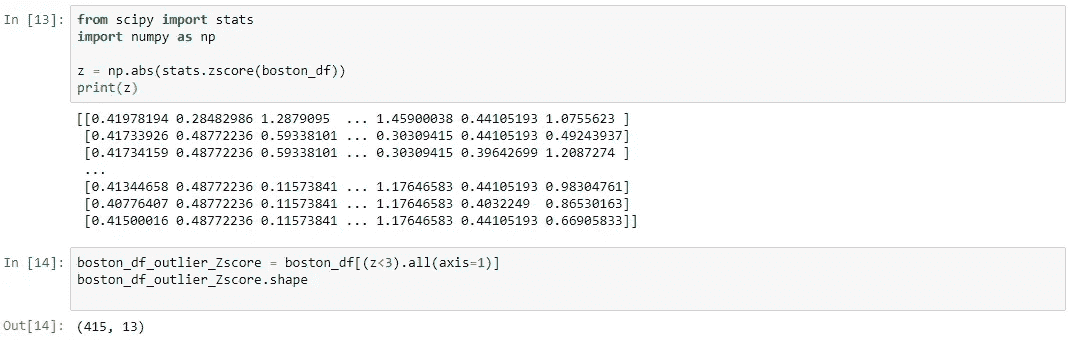 In [13]: from scipy import stats
import numpy as np
z = np.abs(stats.zscore(boston_df))
print(z)
[[0.41978194 0.28482986 1.2879095  ... 1.45900038 0.44105193 1.0755623 ]
[0.41733926 0.48772236 0.59338101 ... 0.30309415 0.44105193 0.49243937]
[0.41734159 0.48772236 0.59338101 ... 0.30309415 0.39642699 1.2087274 ]
...
[0.41344658 0.48772236 0.11573841 ... 1.17646583 0.44105193 0.98304761]
[0.40776407 0.48772236 0.11573841 ... 1.17646583 0.4032249  0.86530163]
[0.41500016 0.48772236 0.11573841 ... 1.17646583 0.44105193 0.66905833]]
In [14]: boston_df_outlier_Zscore = boston_df[(z<3).all(axis=1)]
boston_df_outlier_Zscore.shape
Out[14]: (415, 13)